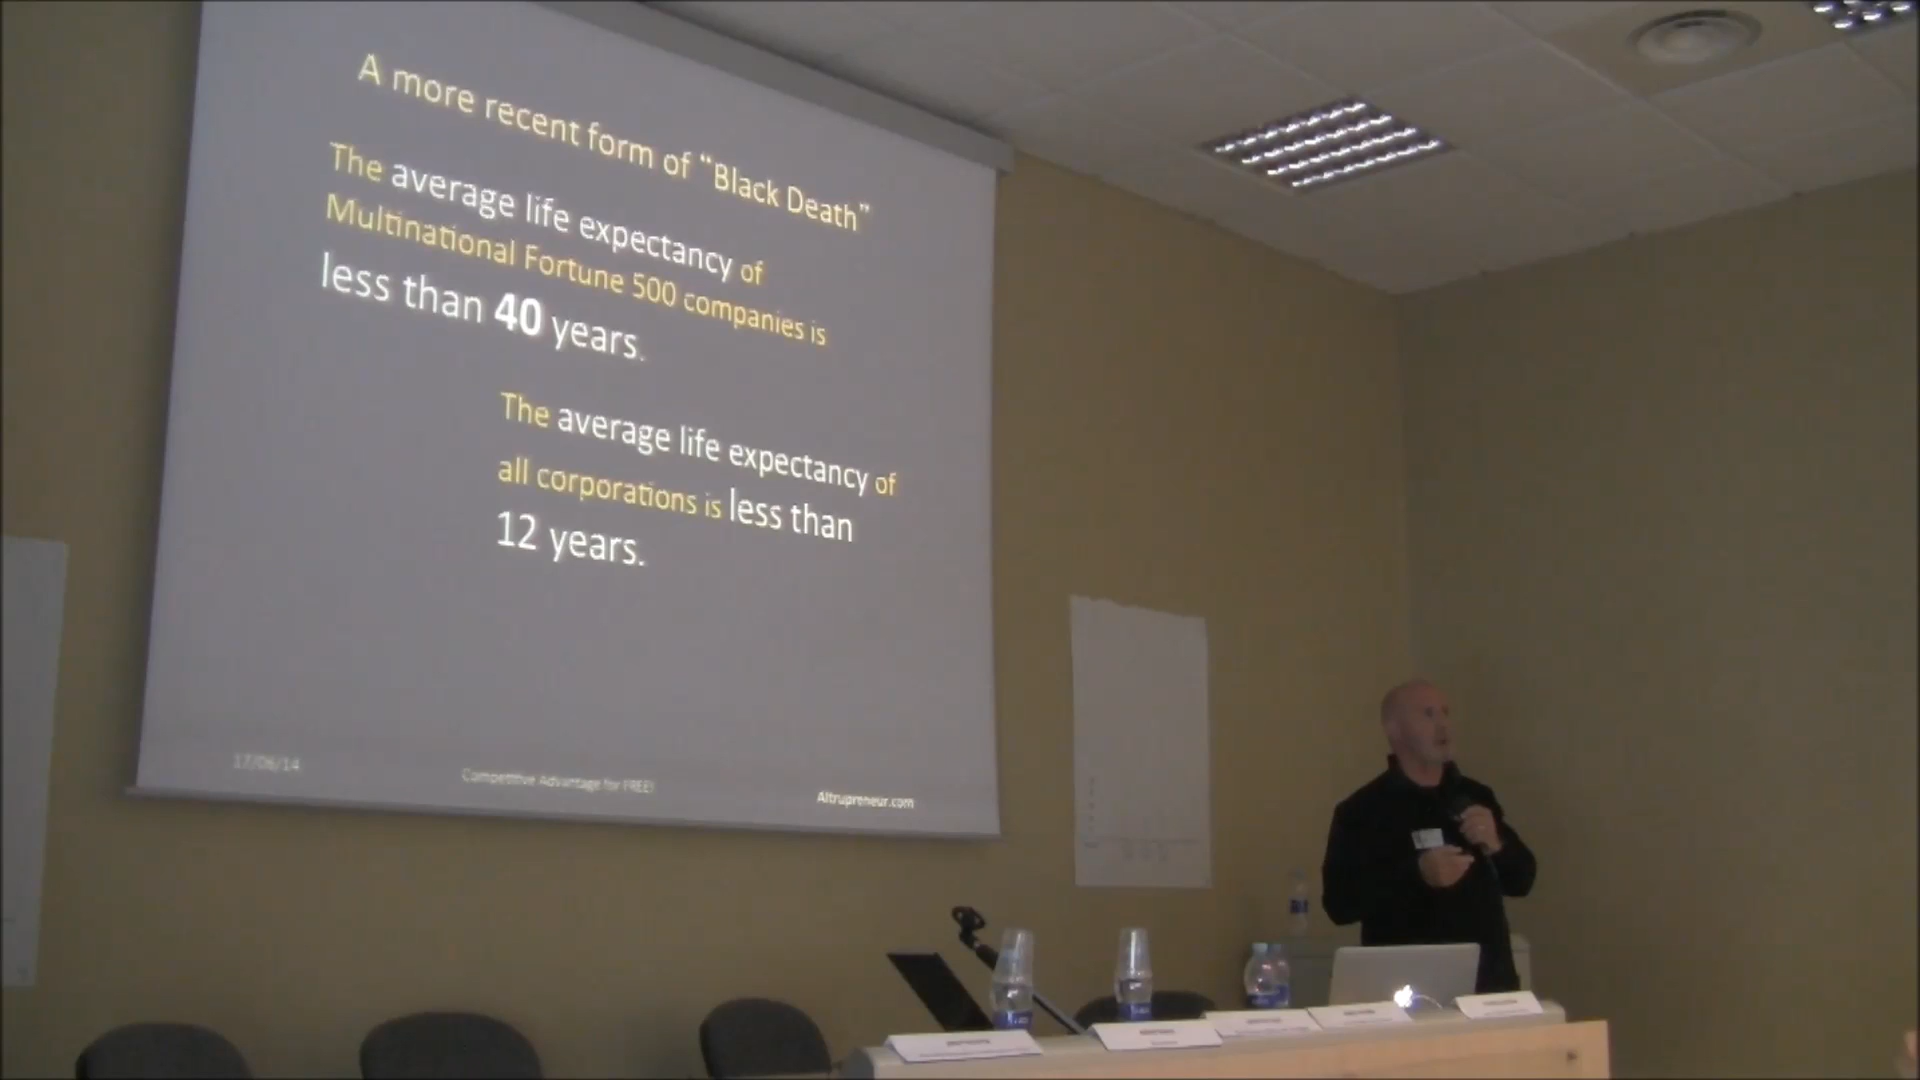 A more recent form of “Black Death”
The average life expectancy of
Multinational Fortune 500 companies is
less than 40 years.
The average life expectancy of
all corporations is less than
12 years.
17/06/14
Competitive Advantage for FREE!
Altrupreneur.com